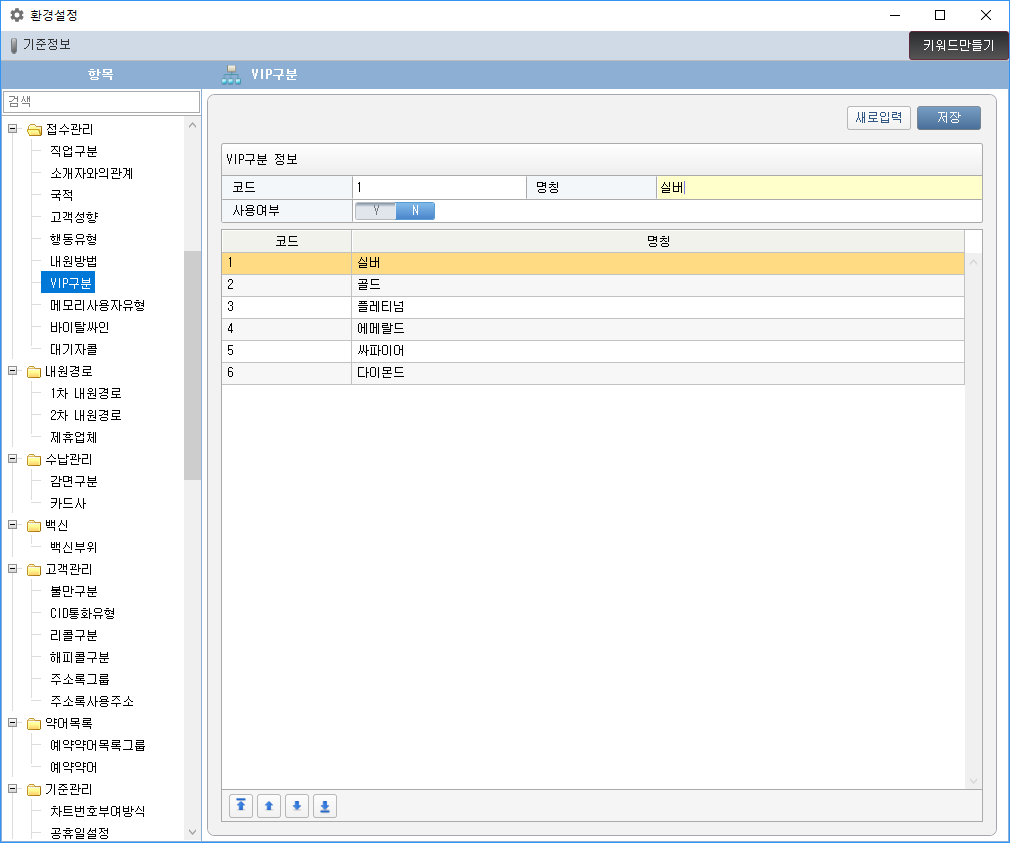 환경설정
기준정보
키워드만들기
항목
VIP구분
검색
접수관리
직업구분
소개자와의관계
국적
고객성향
행동유형
내원방법
VIP구분
메모리사용자유형
바이탈싸인
대기자콜
내원경로
1차 내원경로
2차 내원경로
제휴업체
수납관리
감면구분
카드사
백신
백신부위
고객관리
불만구분
CID통화유형
리콜구분
해피콜구분
주소록그룹
주소록사용주소
약어목록
예약약어목록그룹
예약약어
기준관리
차트번호부여방식
공휴일설정
새로입력 저장
VIP구분 정보
코드 1 명칭 실버
사용여부 Y N
코드 명칭
1 실버
2 골드
3 플레티넘
4 에메랄드
5 싸파이어
6 다이몬드